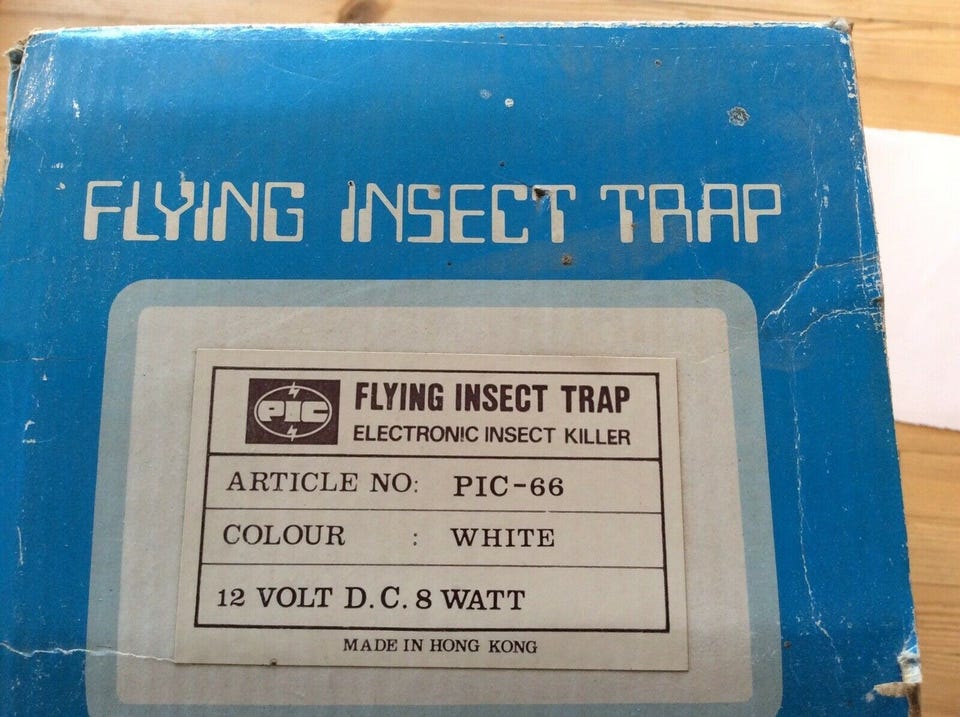 FLYING INSECT TRAP
PIC
FLYING INSECT TRAP
ELECTRONIC INSECT KILLER
ARTICLE NO: PIC-66
COLOUR : WHITE
12 VOLT D.C. 8 WATT
MADE IN HONG KONG